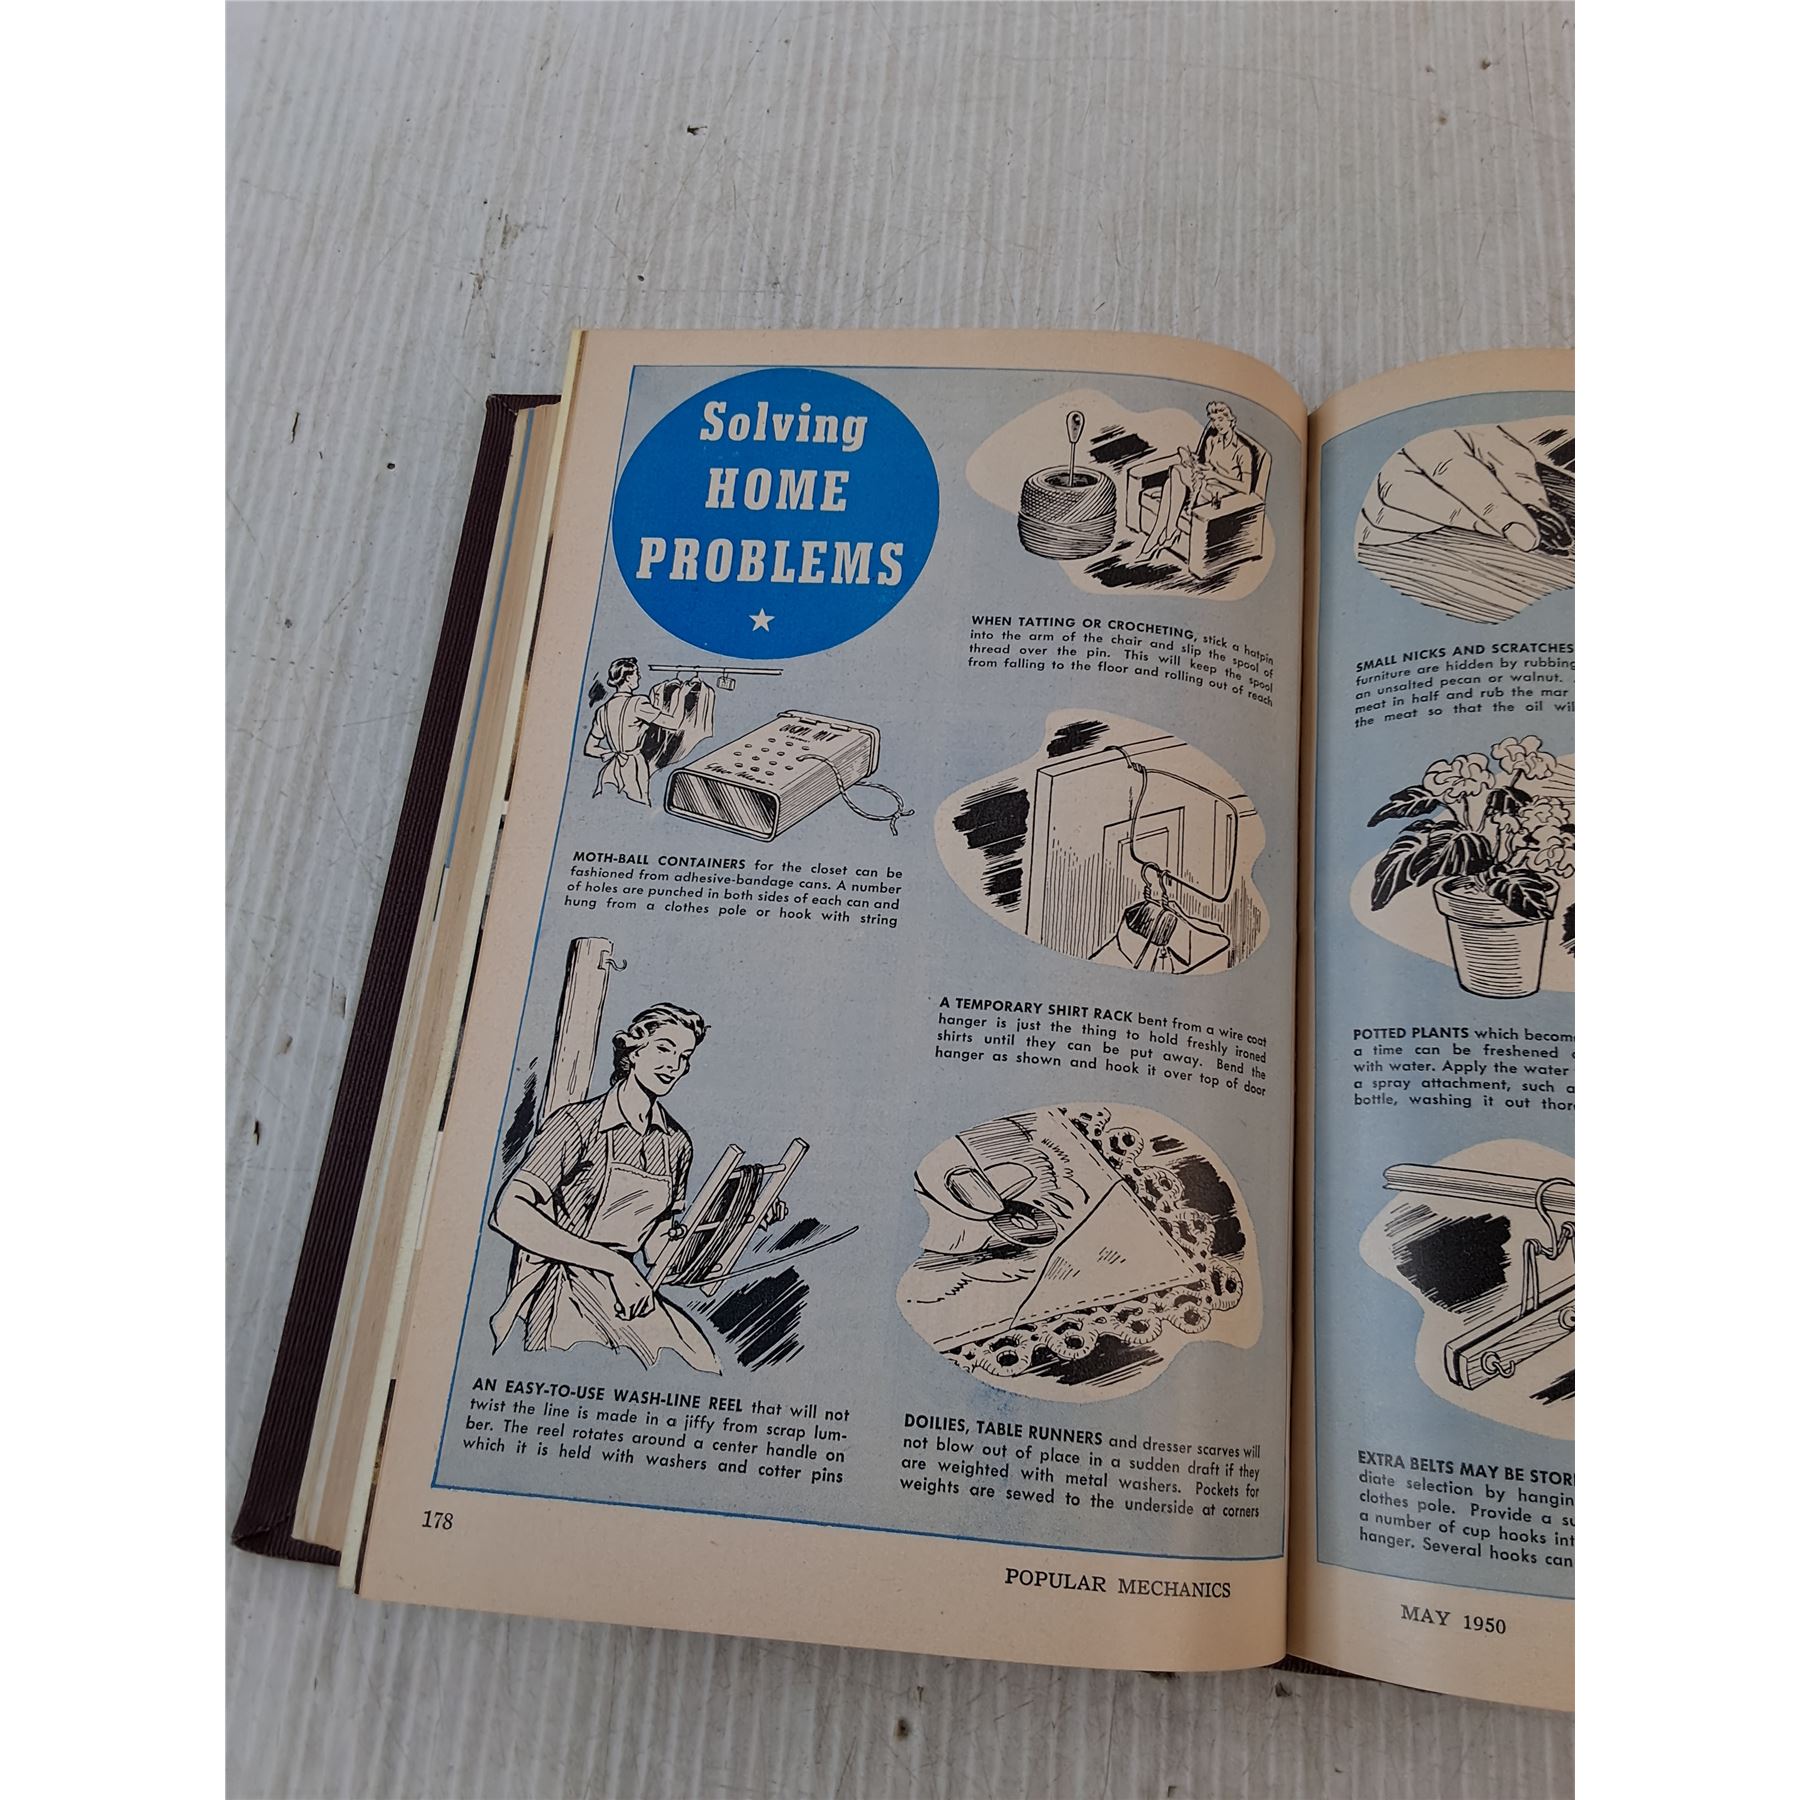 Solving
HOME
PROBLEMS
MOTH-BALL CONTAINERS for the closet can be
fashioned from adhesive-bandage cans. A number
of holes are punched in both sides of each can and
hung from a clothes pole or hook with string
AN EASY-TO-USE WASH-LINE REEL that will not
twist the line is made in a jiffy from scrap lum-
ber. The reel rotates around a center handle on
which it is held with washers and cotter pins
WHEN TATTING OR CROCHETING, stick a hatpin
into the arm of the chair and slip the spool of
thread over the pin. This will keep the spool
from falling to the floor and rolling out of reach
A TEMPORARY SHIRT RACK bent from a wire coat
hanger is just the thing to hold freshly ironed
shirts until they can be put away. Bend the
hanger as shown and hook it over top of door
DOILIES, TABLE RUNNERS and dresser scarves will
not blow out of place in a sudden draft if they
are weighted with metal washers. Pockets for
weights are sewed to the underside at corners
178
POPULAR MECHANICS
SMALL NICKS AND SCRATCHES
furniture are hidden by rubbing
an unsalted pecan or walnut.
meat in half and rub the mar
the meat so that the oil wil
POTTED PLANTS which becom
a time can be freshened
with water. Apply the water
a spray attachment, such a
bottle, washing it out thor
EXTRA BELTS MAY BE STOR
diate selection by hangin
clothes pole. Provide a su
a number of cup hooks int
hanger. Several hooks can
MAY 1950